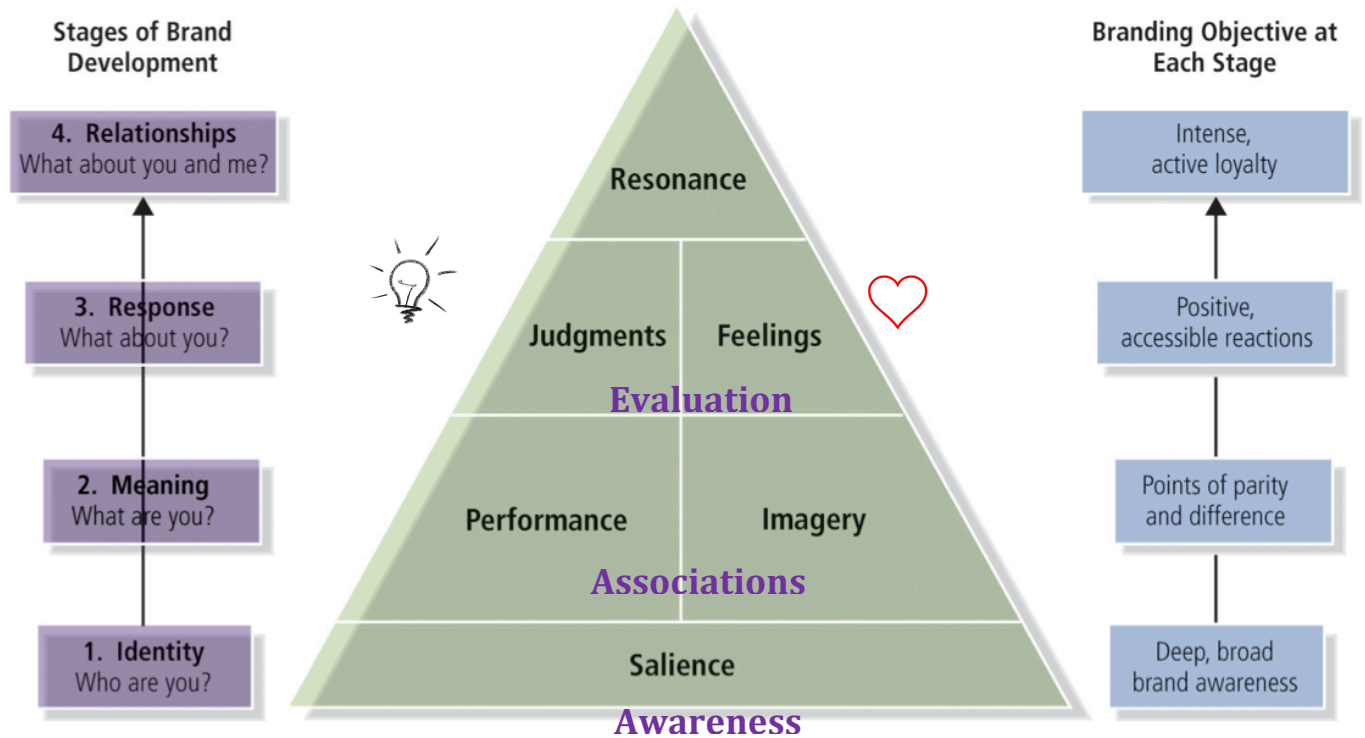 Stages of Brand
Development
4. Relationships
What about you and me?
3. Response
What about you?
2. Meaning
What are you?
1. Identity
Who are you?
Resonance
Judgments
Feelings
Evaluation
Performance
Imagery
Associations
Salience
Awareness
Branding Objective at
Each Stage
Intense,
active loyalty
Positive,
accessible reactions
Points of parity
and difference
Deep, broad
brand awareness